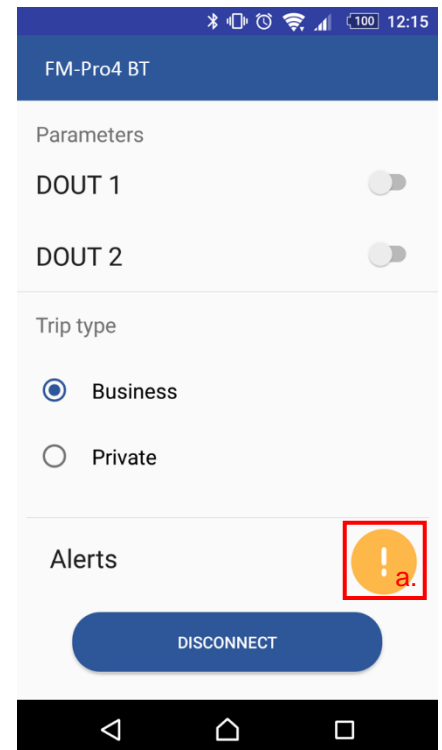 100 12:15
FM-Pro4 BT
Parameters
DOUT 1
DOUT 2
Trip type
Business
Private
Alerts
! a.
DISCONNECT